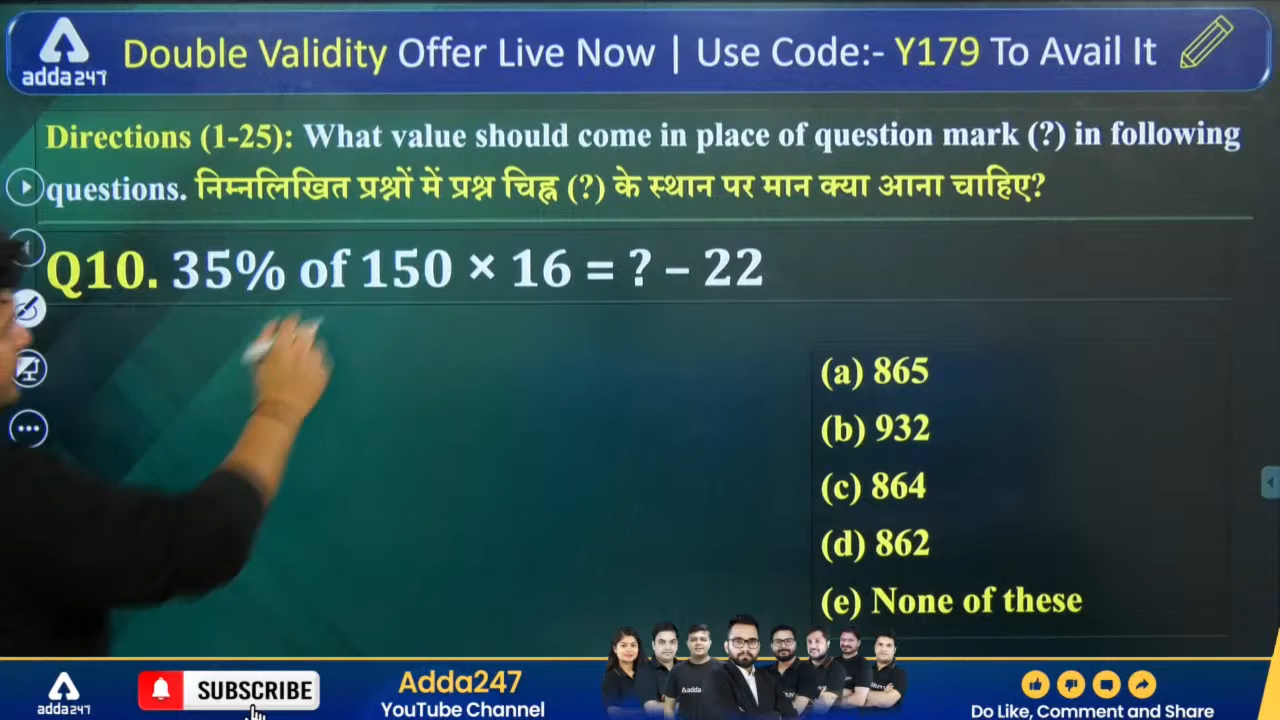 adda247
Double Validity Offer Live Now | Use Code:- Y179 To Avail It
Directions (1-25): What value should come in place of question mark (?) in following
questions. निम्नलिखित प्रश्नों में प्रश्न चिह्न (?) के स्थान पर मान क्या आना चाहिए?
Q10. 35% of 150 × 16 = ? – 22
(a) 865
(b) 932
(c) 864
(d) 862
(e) None of these
adda247
SUBSCRIBE
Adda247
YouTube Channel
adda247
Do Like, Comment and Share